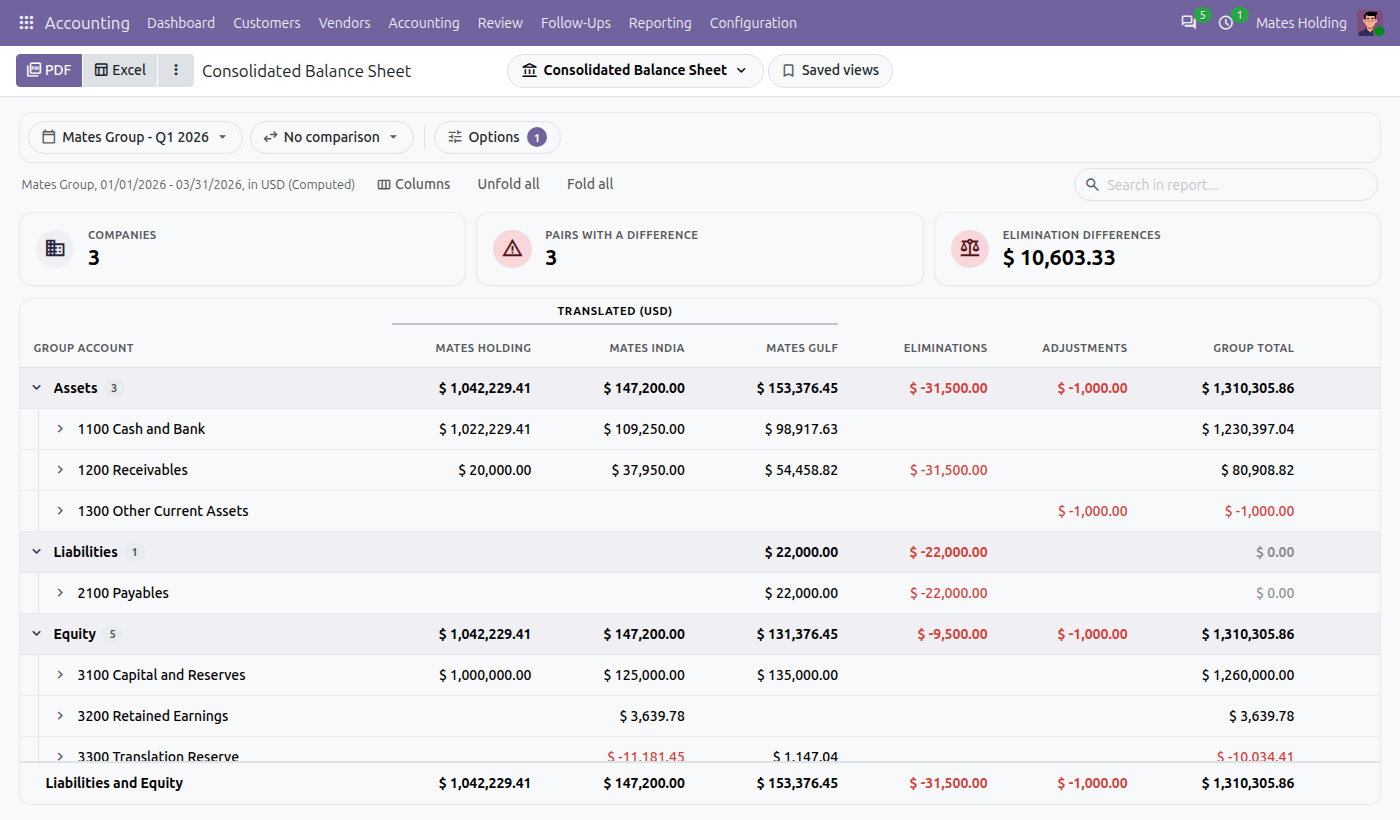 Accounting Dashboard Customers Vendors Accounting Review Follow-Ups Reporting Configuration 5 1 Mates Holding
PDF Excel Consolidated Balance Sheet Consolidated Balance Sheet Saved views
Mates Group - Q1 2026 No comparison Options 1
Mates Group, 01/01/2026 - 03/31/2026, in USD (Computed) Columns Unfold all Fold all Search in report...
COMPANIES
3
PAIRS WITH A DIFFERENCE
3
ELIMINATION DIFFERENCES
$ 10,603.33
TRANSLATED (USD)
GROUP ACCOUNT MATES HOLDING MATES INDIA MATES GULF ELIMINATIONS ADJUSTMENTS GROUP TOTAL
Assets 3 $ 1,042,229.41 $ 147,200.00 $ 153,376.45 $ -31,500.00 $ -1,000.00 $ 1,310,305.86
1100 Cash and Bank $ 1,022,229.41 $ 109,250.00 $ 98,917.63 $ 1,230,397.04
1200 Receivables $ 20,000.00 $ 37,950.00 $ 54,458.82 $ -31,500.00 $ 80,908.82
1300 Other Current Assets $ -1,000.00 $ -1,000.00
Liabilities 1 $ 22,000.00 $ -22,000.00 $ 0.00
2100 Payables $ 22,000.00 $ -22,000.00 $ 0.00
Equity 5 $ 1,042,229.41 $ 147,200.00 $ 131,376.45 $ -9,500.00 $ -1,000.00 $ 1,310,305.86
3100 Capital and Reserves $ 1,000,000.00 $ 125,000.00 $ 135,000.00 $ 1,260,000.00
3200 Retained Earnings $ 3,639.78 $ 3,639.78
3300 Translation Reserve $ -11,181.45 $ 1,147.04 $ -10,034.41
Liabilities and Equity $ 1,042,229.41 $ 147,200.00 $ 153,376.45 $ -31,500.00 $ -1,000.00 $ 1,310,305.86